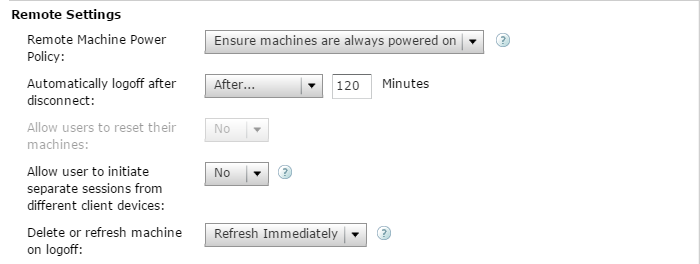 Remote Settings
Remote Machine Power Policy: Ensure machines are always powered on ?
Automatically logoff after disconnect: After... 120 Minutes
Allow users to reset their machines: No
Allow user to initiate separate sessions from different client devices: No ?
Delete or refresh machine on logoff: Refresh Immediately ?